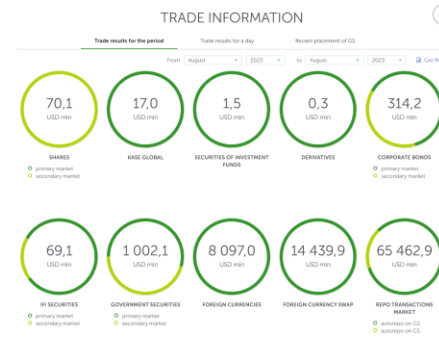 TRADE INFORMATION
Trade results for the period Trade results for a day Recent placement of GS
From August 2023 to August 2023 Get
70,1 17,0 1,5 0,3 314,2
USD mln USD mln USD mln USD mln USD mln
SHARES KASE GLOBAL SECURITIES OF INVESTMENT FUNDS DERIVATIVES CORPORATE BONDS
primary market primary market
secondary market secondary market
69,1 1 002,1 8 097,0 14 439,9 65 462,9
USD mln USD mln USD mln USD mln USD mln
IFI SECURITIES GOVERNMENT SECURITIES FOREIGN CURRENCIES FOREIGN CURRENCY SWAP REPO TRANSACTIONS MARKET
primary market primary market autorepo on GS
secondary market secondary market autorepo on CS